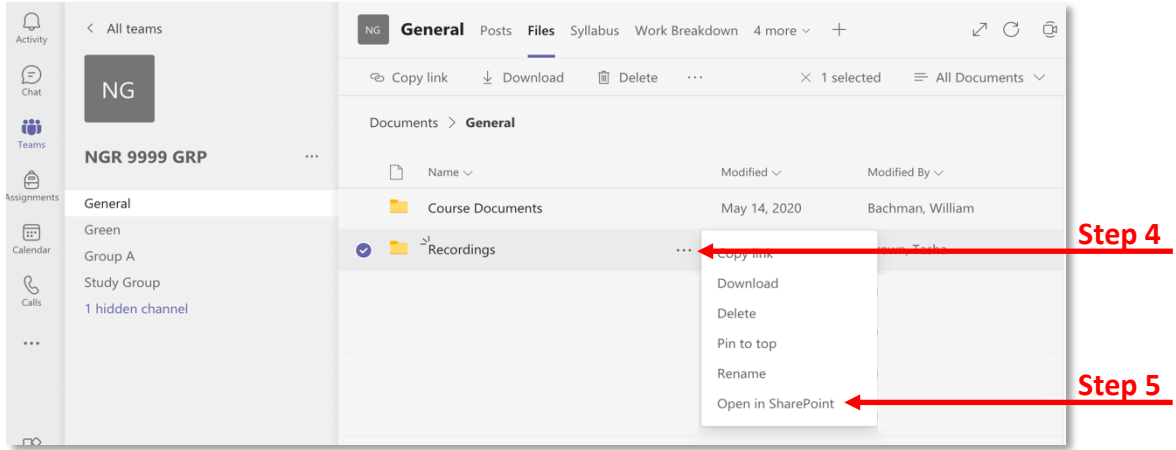 Activity
Chat
Teams
Assignments
Calendar
Calls
All teams
NG
NGR 9999 GRP
General
Green
Group A
Study Group
1 hidden channel
NG General Posts Files Syllabus Work Breakdown 4 more
Copy link Download Delete 1 selected All Documents
Documents > General
Name Modified Modified By
Course Documents May 14, 2020 Bachman, William
Recordings
Copy link
Download
Delete
Pin to top
Rename
Open in SharePoint
Step 4
Step 5